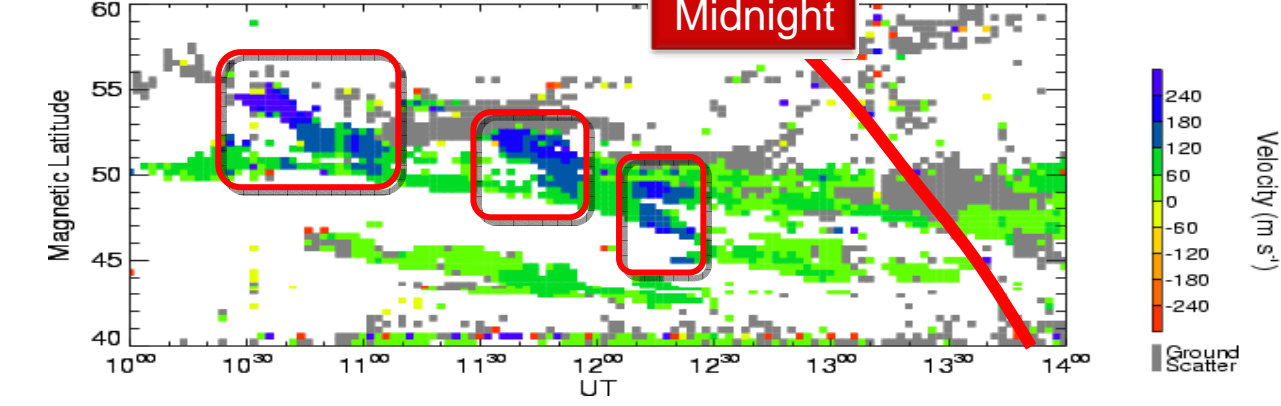 Midnight
60
55
50
45
40
Magnetic Latitude
10⁰⁰ 10³⁰ 11⁰⁰ 11³⁰ 12⁰⁰ 12³⁰ 13⁰⁰ 13³⁰ 14⁰⁰
UT
240
180
120
60
0
-60
-120
-180
-240
Velocity (m s⁻¹)
Ground
Scatter